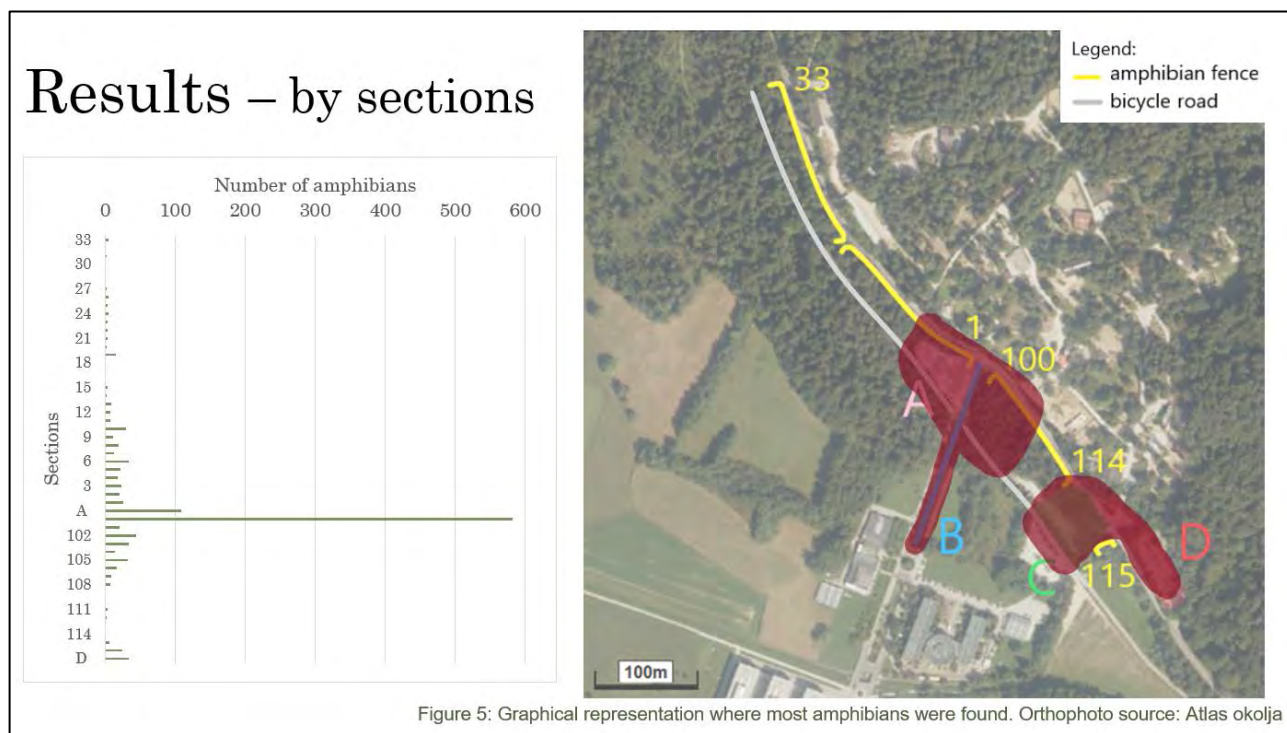 Results – by sections
Number of amphibians
0 100 200 300 400 500 600
Sections
33
30
27
24
21
18
15
12
9
6
3
A
102
105
108
111
114
D
Legend:
amphibian fence
bicycle road
33
1
100
A
114
B
D
C
115
100m
Figure 5: Graphical representation where most amphibians were found. Orthophoto source: Atlas okolja